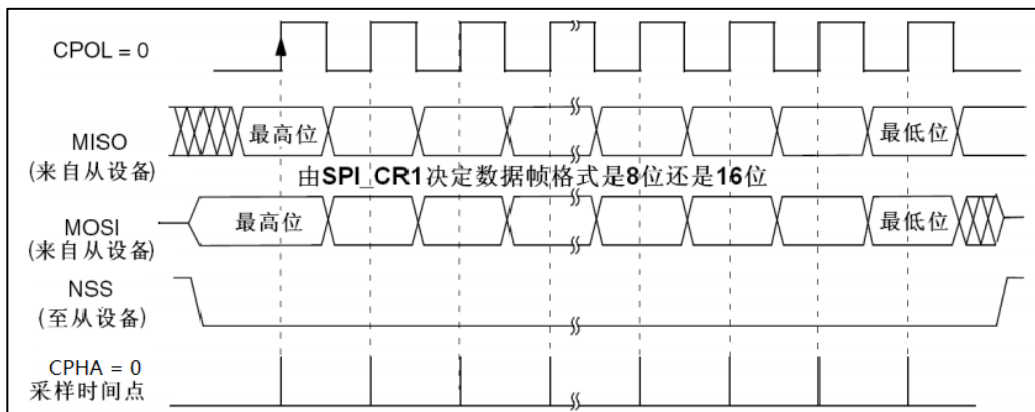 CPOL = 0
MISO
(来自从设备)
最高位
最低位
由SPI_CR1决定数据帧格式是8位还是16位
MOSI
(来自从设备)
最高位
最低位
NSS
(至从设备)
CPHA = 0
采样时间点